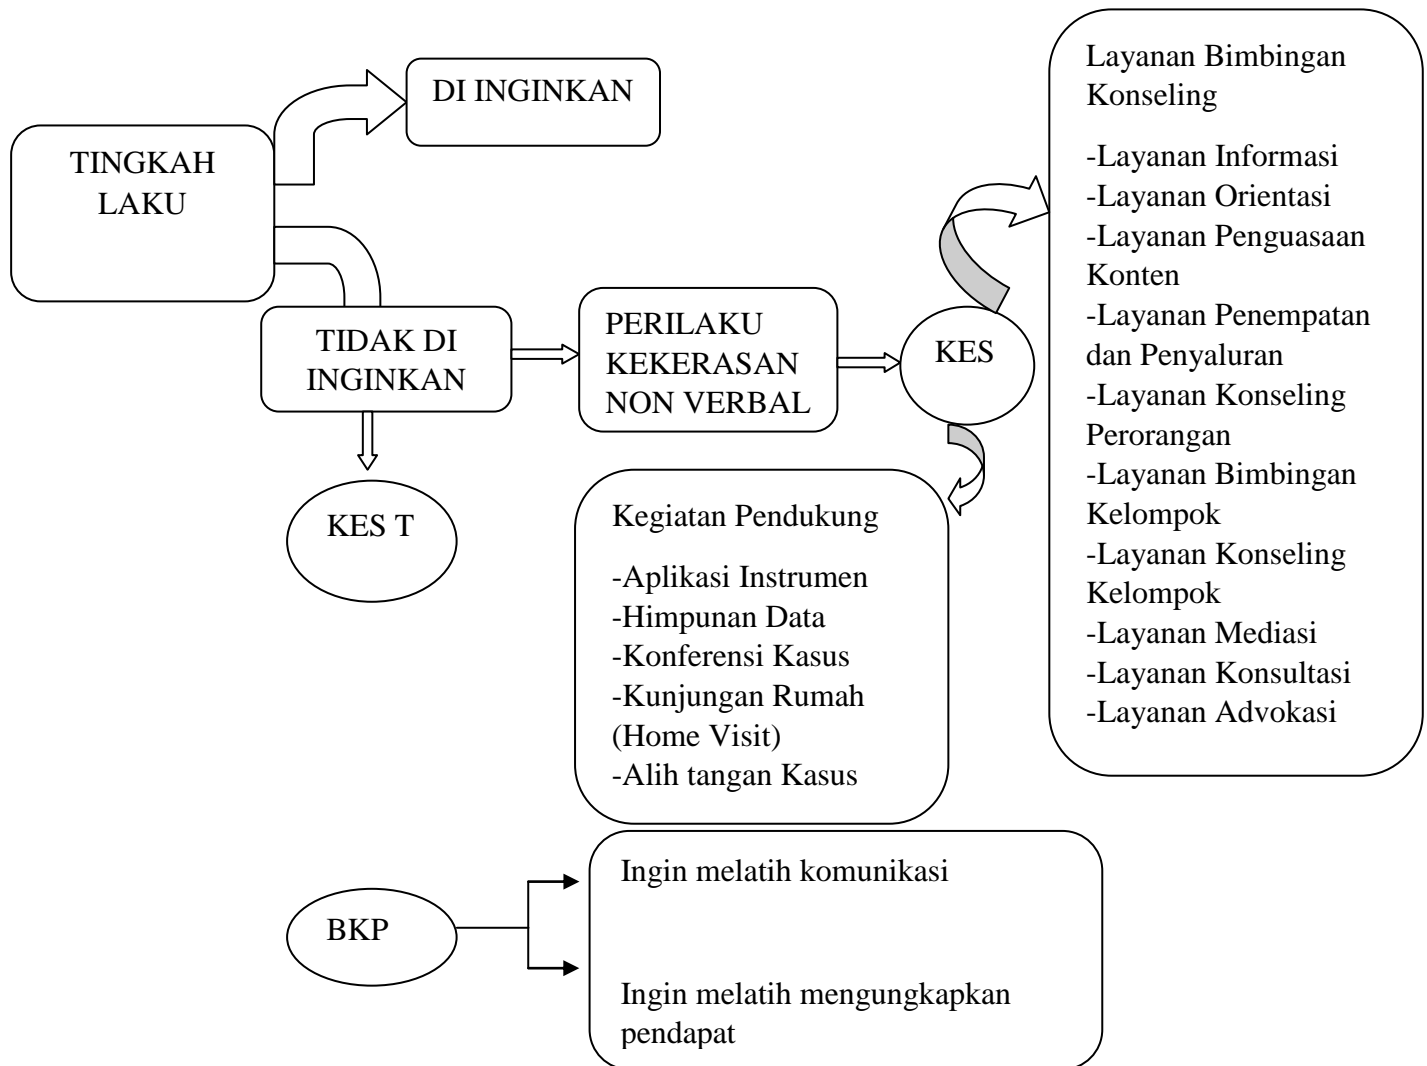 TINGKAH
LAKU
DI INGINKAN
TIDAK DI
INGINKAN
PERILAKU
KEKERASAN
NON VERBAL
KES
KES T
Layanan Bimbingan
Konseling
-Layanan Informasi
-Layanan Orientasi
-Layanan Penguasaan
Konten
-Layanan Penempatan
dan Penyaluran
-Layanan Konseling
Perorangan
-Layanan Bimbingan
Kelompok
-Layanan Konseling
Kelompok
-Layanan Mediasi
-Layanan Konsultasi
-Layanan Advokasi
Kegiatan Pendukung
-Aplikasi Instrumen
-Himpunan Data
-Konferensi Kasus
-Kunjungan Rumah
(Home Visit)
-Alih tangan Kasus
BKP
Ingin melatih komunikasi
Ingin melatih mengungkapkan
pendapat